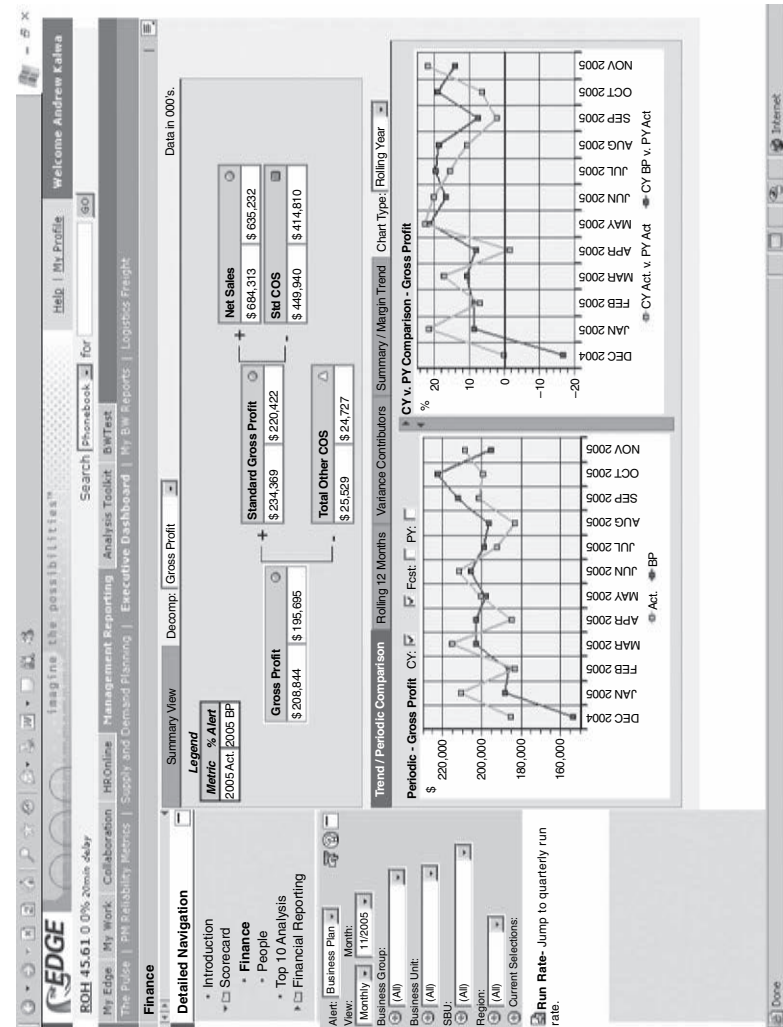 EDGE
imagine the possibilities™
Help | My Profile
Welcome Andrew Kalwa
ROH 45.61 0 0% 20min delay
Search Phonebook for GO
My Edge My Work Collaboration HROnline Management Reporting Analysis Toolkit BWTest
The Pulse | PM Reliability Metrics | Supply and Demand Planning | Executive Dashboard | My BW Reports | Logistics Freight
Finance
Detailed Navigation
• Introduction
Scorecard
• Finance
• People
• Top 10 Analysis
Financial Reporting
Alert: Business Plan
View: Month:
Monthly 11/2005
Business Group:
(All)
Business Unit:
(All)
SBU:
(All)
Region:
(All)
Current Selections:
Run Rate- Jump to quarterly run
rate.
Summary View Decomp: Gross Profit Data in 000's.
Legend
Metric % Alert
2005 Act. 2005 BP
Gross Profit
$ 208,844 $ 195,695
+
-
Standard Gross Profit
$ 234,369 $ 220,422
Total Other COS
$ 25,529 $ 24,727
+
-
Net Sales
$ 684,313 $ 635,232
Std COS
$ 449,940 $ 414,810
Trend / Periodic Comparison Rolling 12 Months Variance Contributors Summary / Margin Trend Chart Type: Rolling Year
Periodic - Gross Profit CY: Fcst: PY:
$
220,000
200,000
180,000
160,000
DEC 2004 JAN 2005 FEB 2005 MAR 2005 APR 2005 MAY 2005 JUN 2005 JUL 2005 AUG 2005 SEP 2005 OCT 2005 NOV 2005
Act. BP
CY v. PY Comparison - Gross Profit
%
20
10
0
–10
–20
DEC 2004 JAN 2005 FEB 2005 MAR 2005 APR 2005 MAY 2005 JUN 2005 JUL 2005 AUG 2005 SEP 2005 OCT 2005 NOV 2005
CY Act. v. PY Act CY BP v. PY Act
Done
Internet